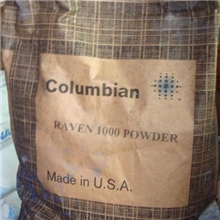 Columbian
RAVEN 1000 POWDER
Made in U.S.A.